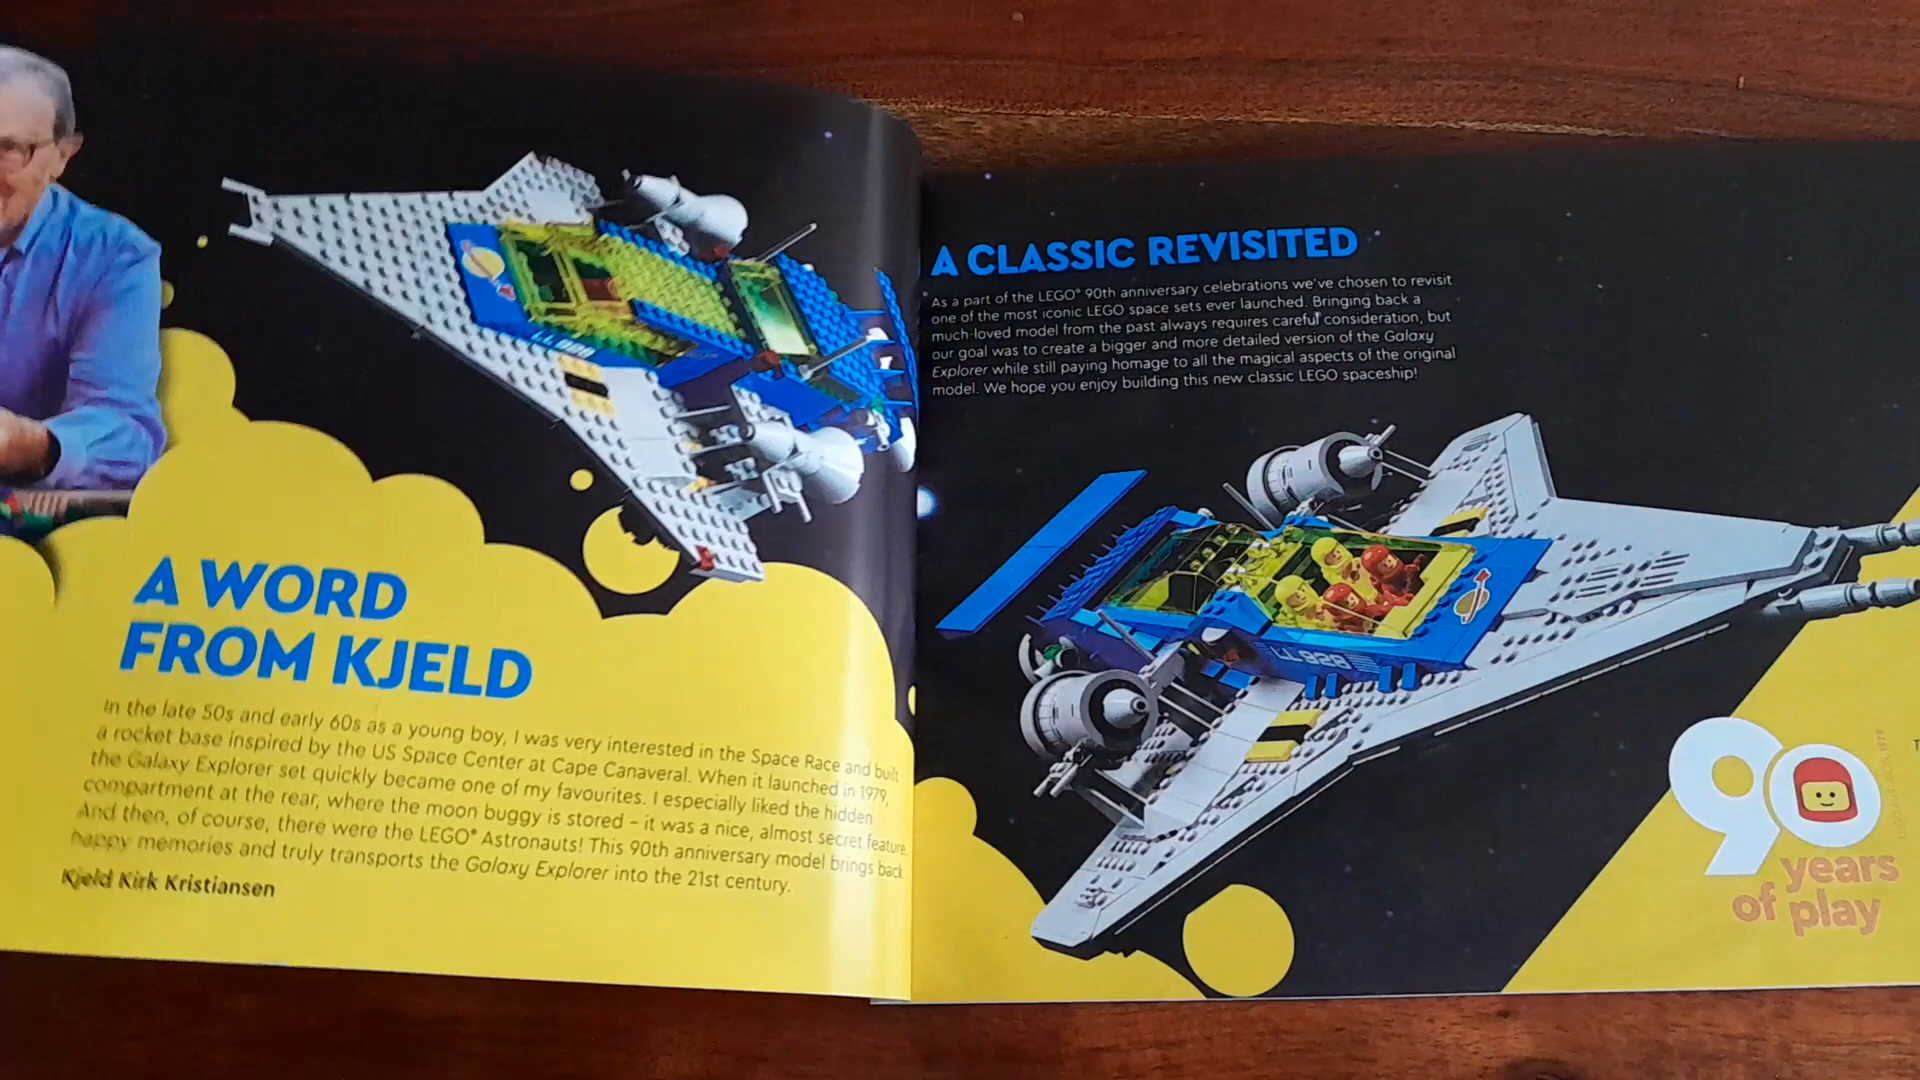 A WORD
FROM KJELD
In the late 50s and early 60s as a young boy, I was very interested in the Space Race and built
a rocket base inspired by the US Space Center at Cape Canaveral. When it launched in 1979,
the Galaxy Explorer set quickly became one of my favourites. I especially liked the hidden
compartment at the rear, where the moon buggy is stored – it was a nice, almost secret feature.
And then, of course, there were the LEGO® Astronauts! This 90th anniversary model brings back
happy memories and truly transports the Galaxy Explorer into the 21st century.
Kjeld Kirk Kristiansen
A CLASSIC REVISITED
As a part of the LEGO® 90th anniversary celebrations we've chosen to revisit
one of the most iconic LEGO space sets ever launched. Bringing back a
much-loved model from the past always requires careful consideration, but
our goal was to create a bigger and more detailed version of the Galaxy
Explorer while still paying homage to all the magical aspects of the original
model. We hope you enjoy building this new classic LEGO spaceship!
LL 928
LL 928
90
years
of play